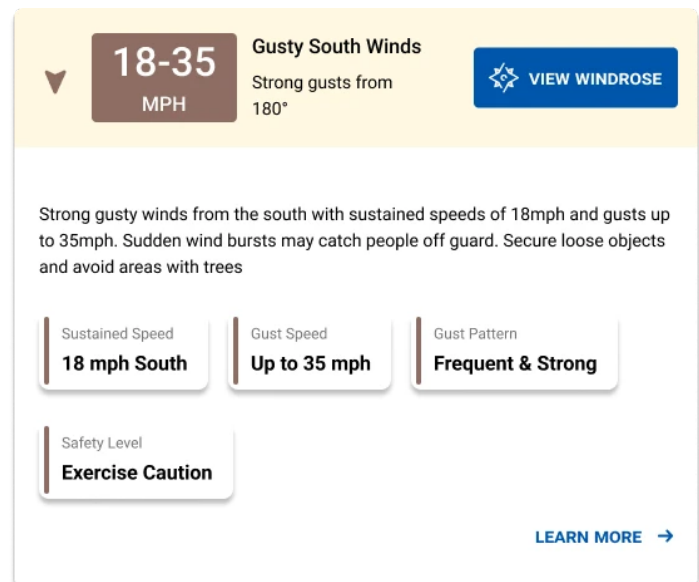 18-35
MPH
Gusty South Winds
Strong gusts from
180°
VIEW WINDROSE
Strong gusty winds from the south with sustained speeds of 18mph and gusts up
to 35mph. Sudden wind bursts may catch people off guard. Secure loose objects
and avoid areas with trees
Sustained Speed
18 mph South
Gust Speed
Up to 35 mph
Gust Pattern
Frequent & Strong
Safety Level
Exercise Caution
LEARN MORE